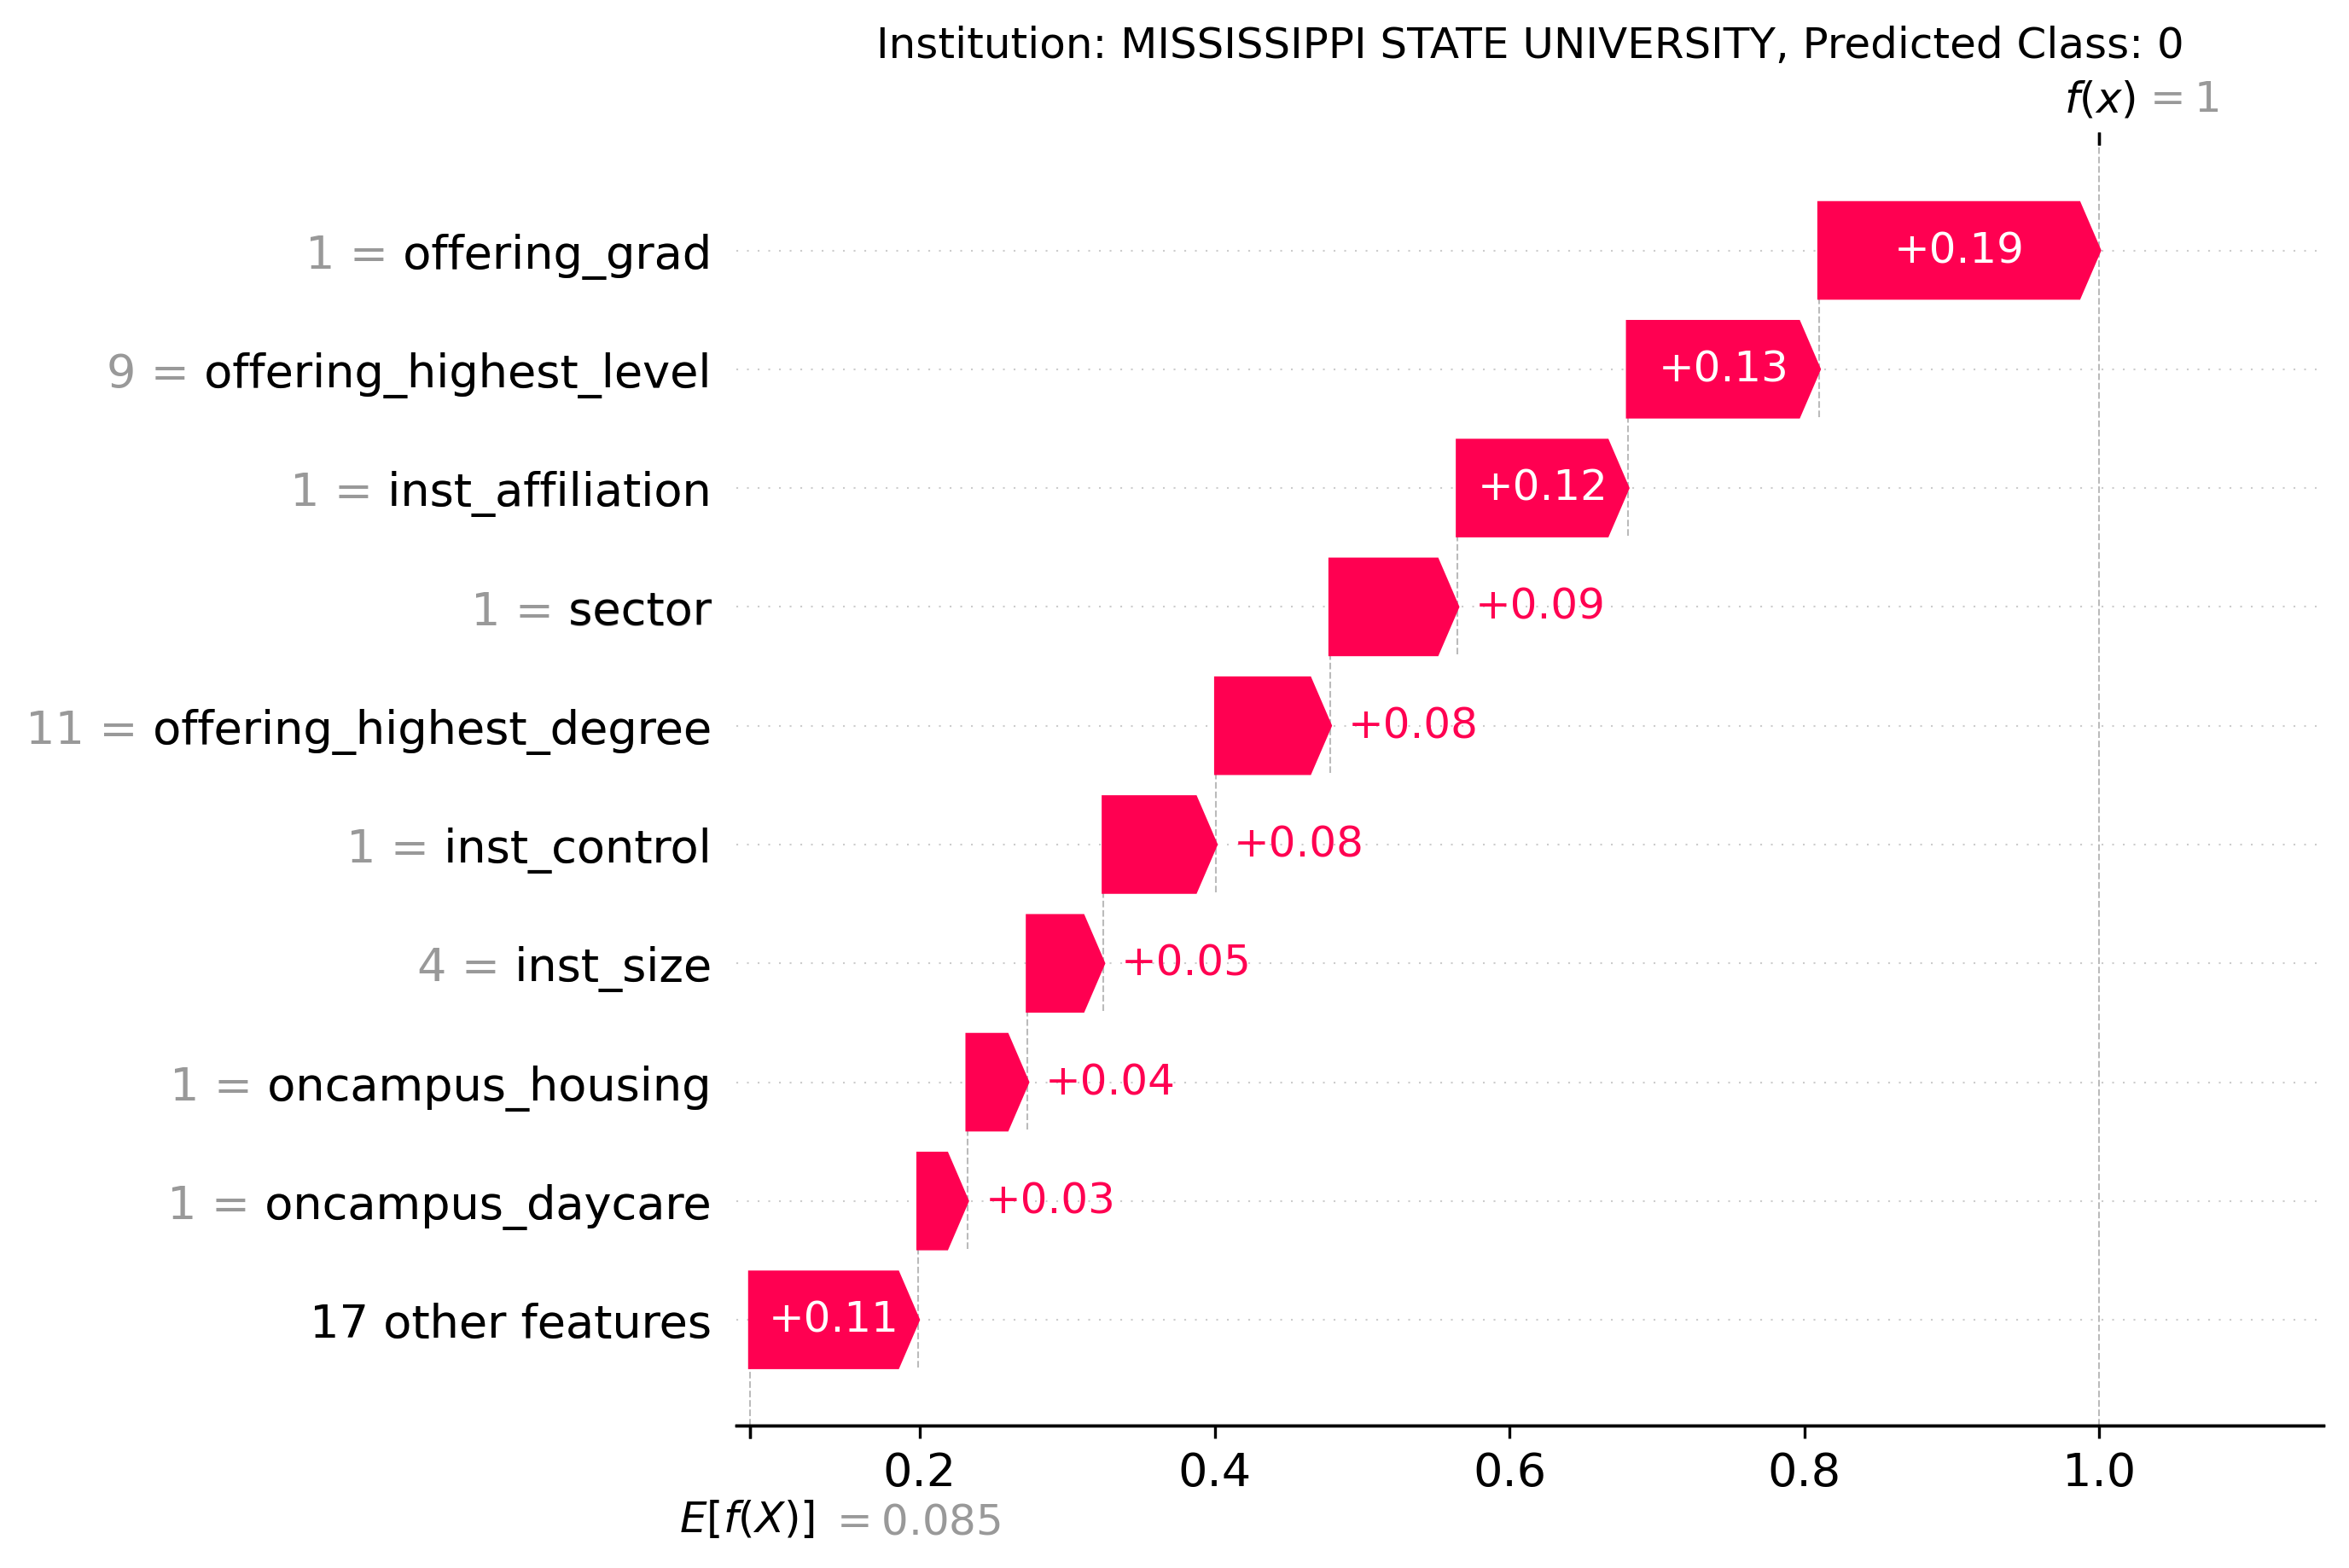 Institution: MISSISSIPPI STATE UNIVERSITY, Predicted Class: 0
f(x) = 1
1 = offering_grad +0.19
9 = offering_highest_level +0.13
1 = inst_affiliation +0.12
1 = sector +0.09
11 = offering_highest_degree +0.08
1 = inst_control +0.08
4 = inst_size +0.05
1 = oncampus_housing +0.04
1 = oncampus_daycare +0.03
17 other features +0.11
0.2 0.4 0.6 0.8 1.0
E[f(X)] = 0.085